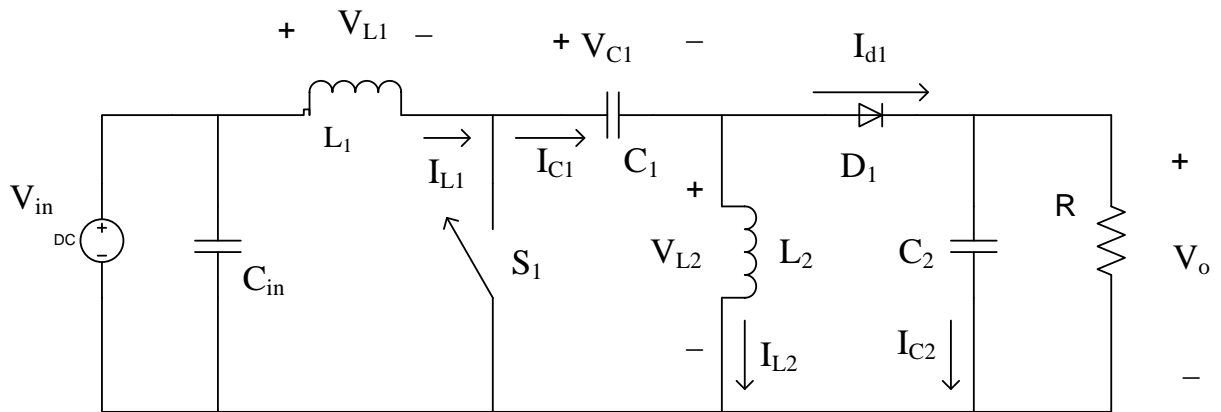 + V_L1 –
+ V_C1 –
I_d1
L_1
I_L1
I_C1
C_1
D_1
V_in
DC
+
–
C_in
S_1
+
V_L2
–
L_2
I_L2
C_2
I_C2
R
+
V_o
–